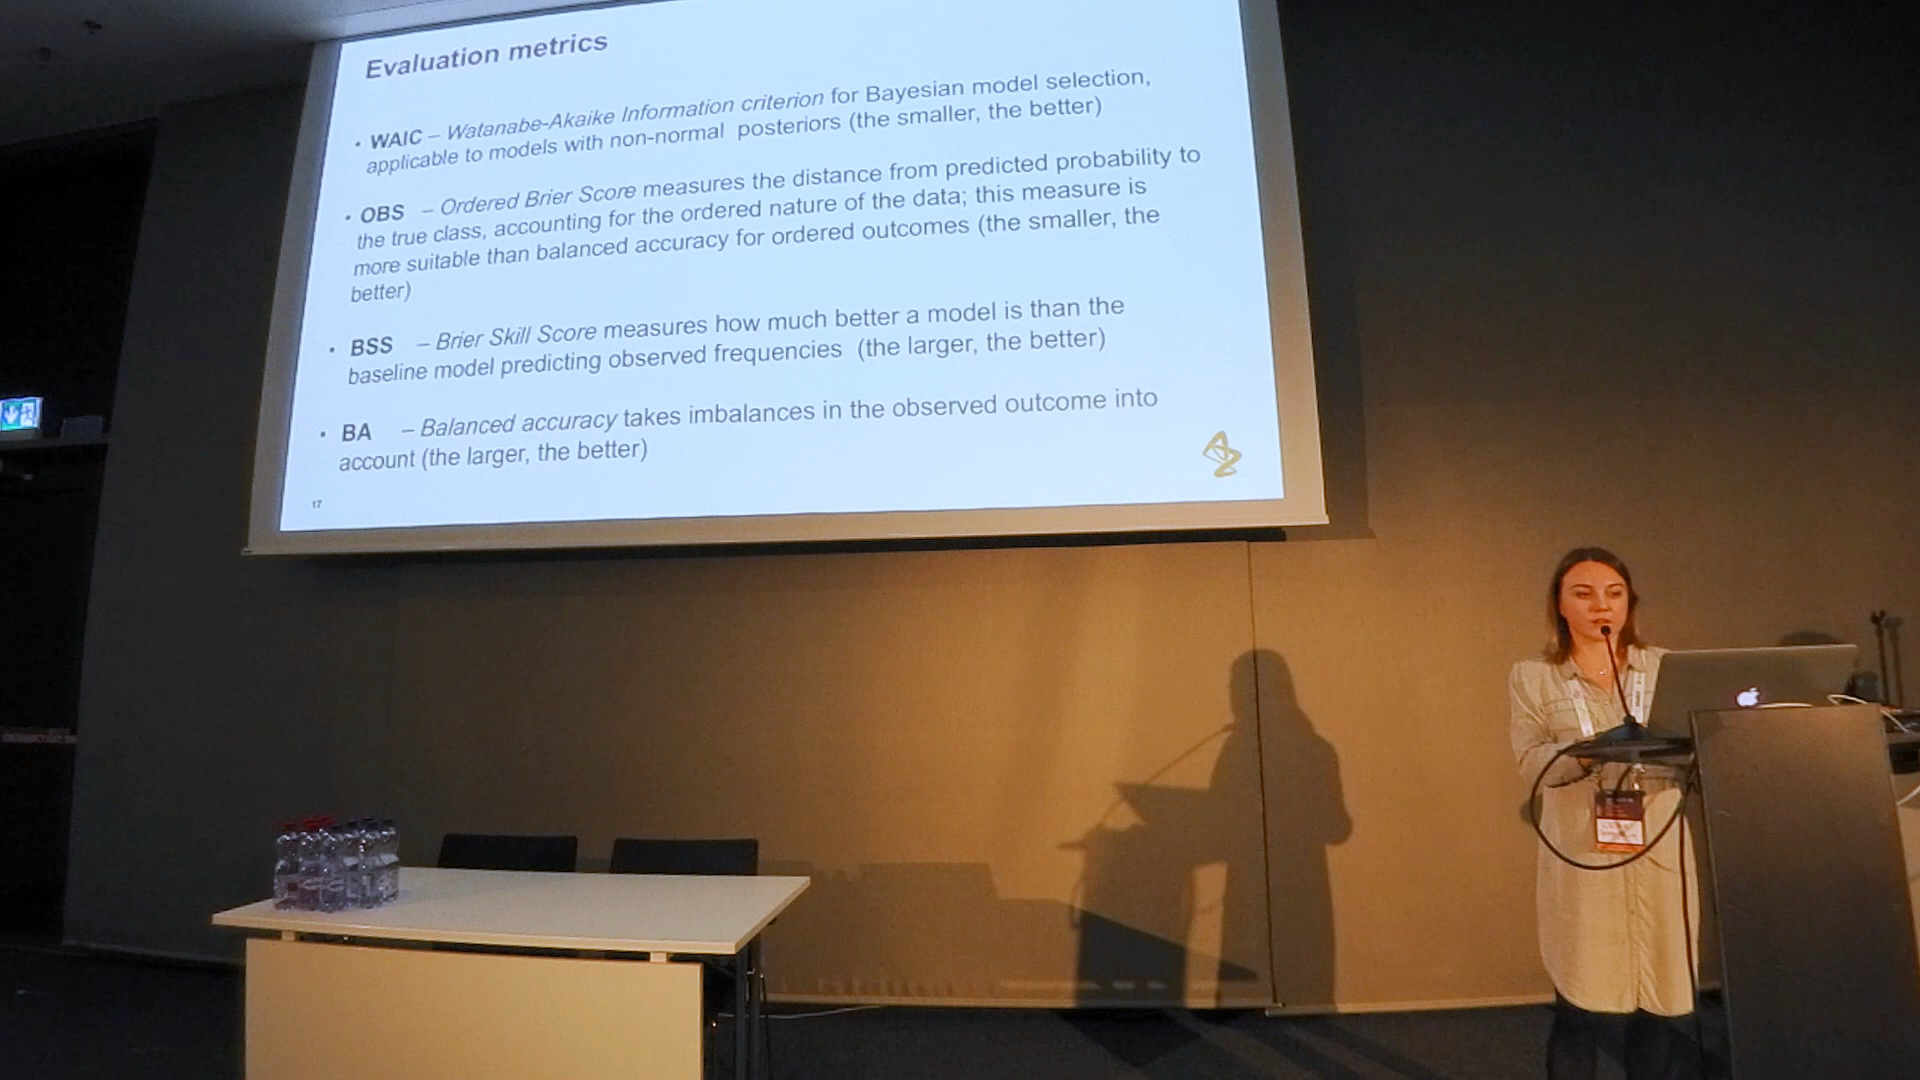 Evaluation metrics
• WAIC – Watanabe-Akaike Information criterion for Bayesian model selection,
applicable to models with non-normal posteriors (the smaller, the better)
• OBS – Ordered Brier Score measures the distance from predicted probability to
the true class, accounting for the ordered nature of the data; this measure is
more suitable than balanced accuracy for ordered outcomes (the smaller, the
better)
• BSS – Brier Skill Score measures how much better a model is than the
baseline model predicting observed frequencies (the larger, the better)
• BA – Balanced accuracy takes imbalances in the observed outcome into
account (the larger, the better)
17